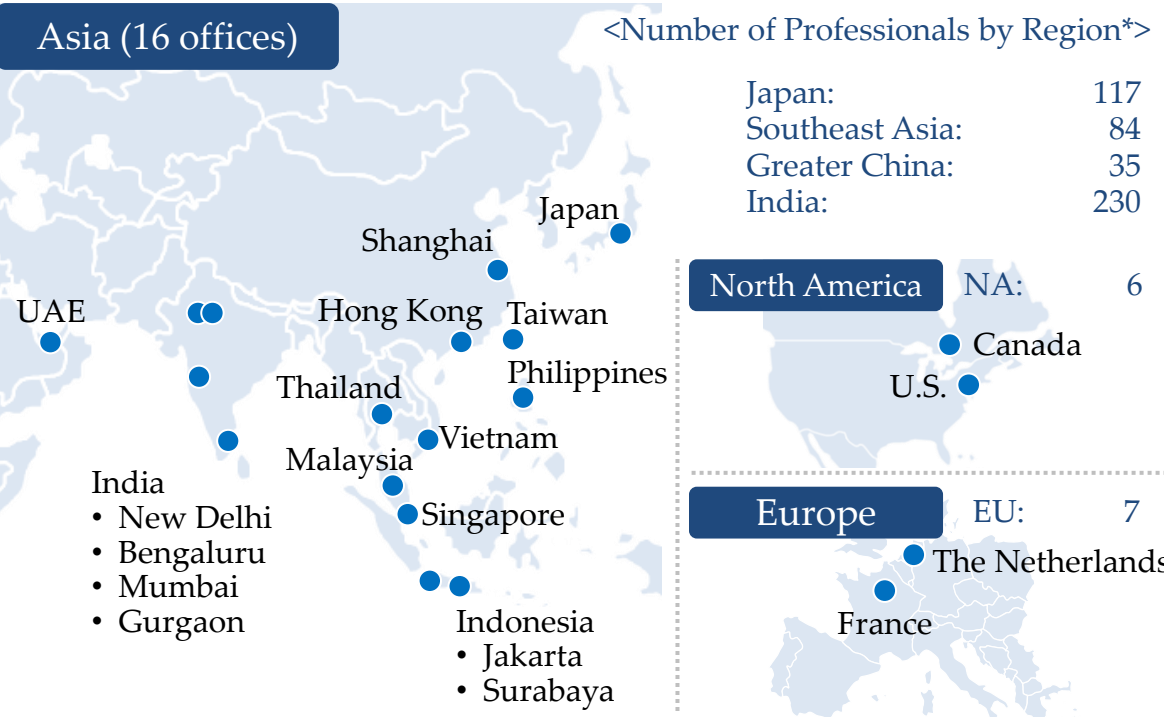 Asia (16 offices)
<Number of Professionals by Region*>
Japan: 117
Southeast Asia: 84
Greater China: 35
India: 230
Japan
Shanghai
UAE
Hong Kong
Taiwan
Philippines
Thailand
Vietnam
Malaysia
Singapore
India
• New Delhi
• Bengaluru
• Mumbai
• Gurgaon
Indonesia
• Jakarta
• Surabaya
North America
NA: 6
Canada
U.S.
Europe
EU: 7
The Netherlands
France